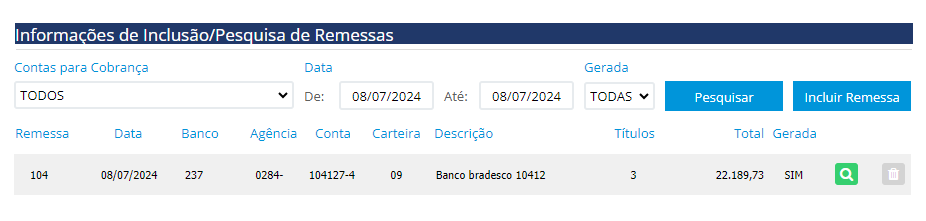 Informações de Inclusão/Pesquisa de Remessas
Contas para Cobrança Data Gerada
TODOS De: 08/07/2024 Até: 08/07/2024 TODAS Pesquisar Incluir Remessa
Remessa Data Banco Agência Conta Carteira Descrição Títulos Total Gerada
104 08/07/2024 237 0284- 104127-4 09 Banco bradesco 10412 3 22.189,73 SIM